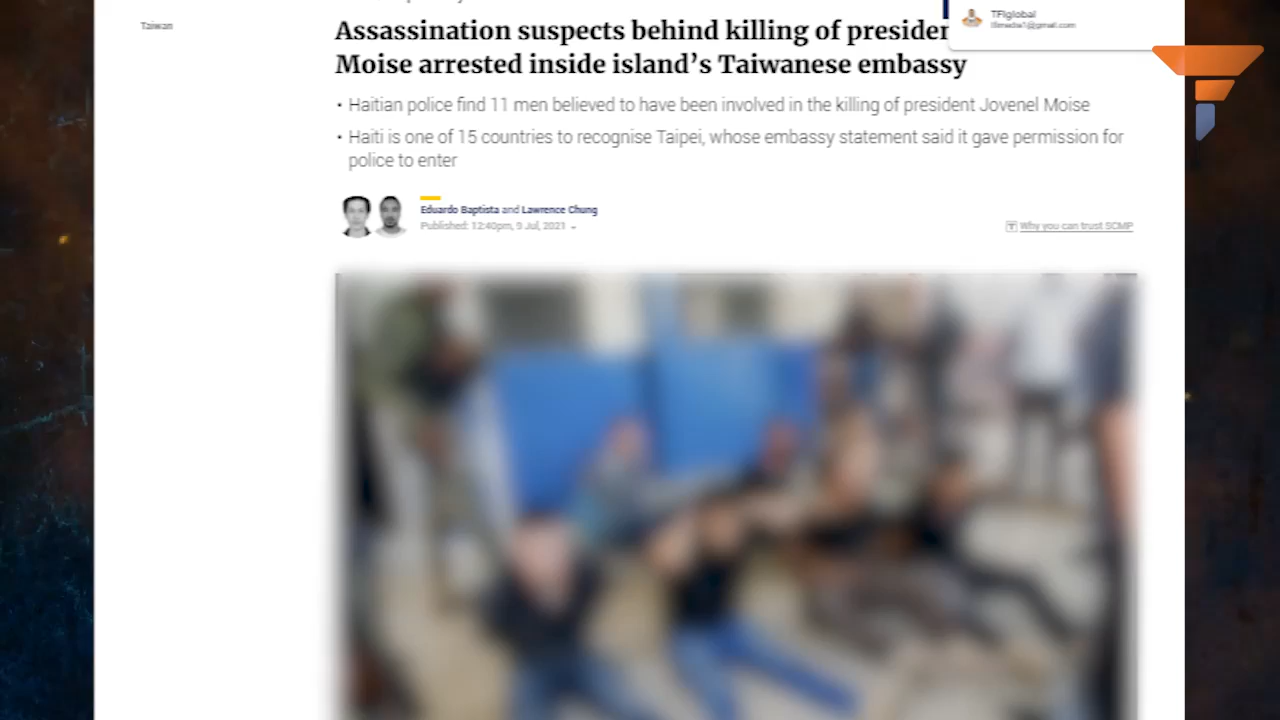 Assassination suspects behind killing of presiden
TFIglobal
Taiwan
Moise arrested inside island’s Taiwanese embassy
• Haitian police find 11 men believed to have been involved in the killing of president Jovenel Moise
• Haiti is one of 15 countries to recognise Taipei, whose embassy statement said it gave permission for
police to enter
Eduardo Baptista and Lawrence Chung
Published: 12:40pm, 9 Jul, 2021
Why you can trust SCMP